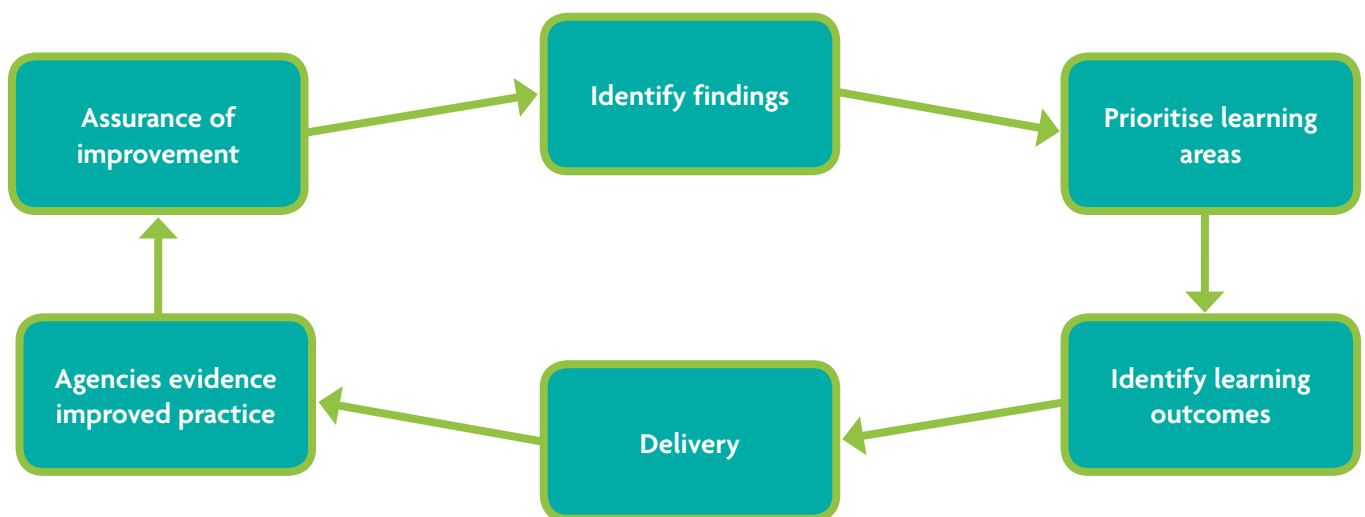 Identify findings
Prioritise learning
areas
Identify learning
outcomes
Delivery
Agencies evidence
improved practice
Assurance of
improvement